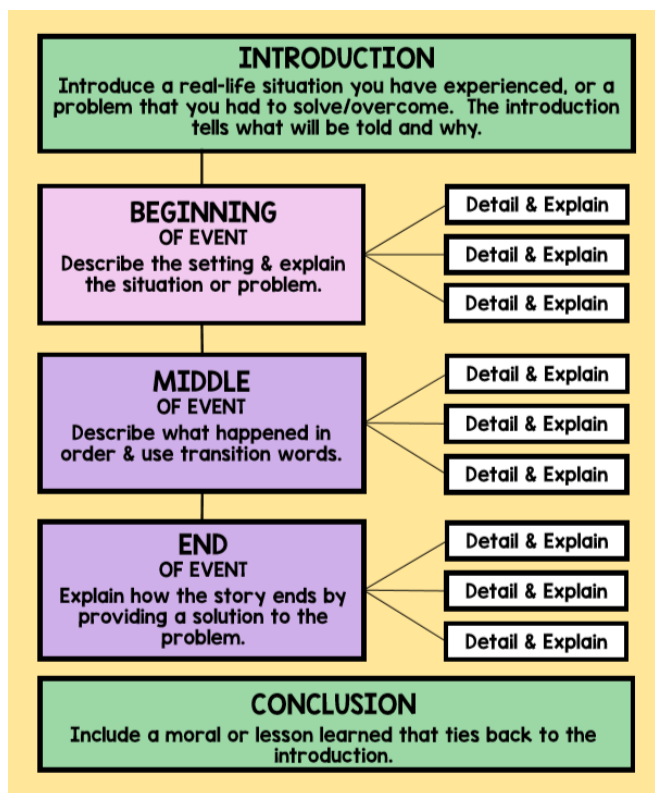 INTRODUCTION
Introduce a real-life situation you have experienced, or a
problem that you had to solve/overcome. The introduction
tells what will be told and why.
BEGINNING
OF EVENT
Describe the setting & explain
the situation or problem.
Detail & Explain
Detail & Explain
Detail & Explain
MIDDLE
OF EVENT
Describe what happened in
order & use transition words.
Detail & Explain
Detail & Explain
Detail & Explain
END
OF EVENT
Explain how the story ends by
providing a solution to the
problem.
Detail & Explain
Detail & Explain
Detail & Explain
CONCLUSION
Include a moral or lesson learned that ties back to the
introduction.